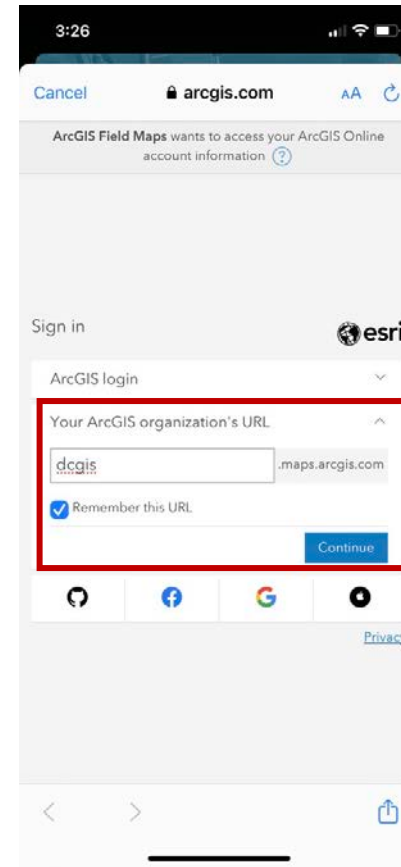 3:26
Cancel arcgis.com AA
ArcGIS Field Maps wants to access your ArcGIS Online
account information ?
Sign in esri
ArcGIS login
Your ArcGIS organization's URL
dcgis .maps.arcgis.com
Remember this URL
Continue
Privacy